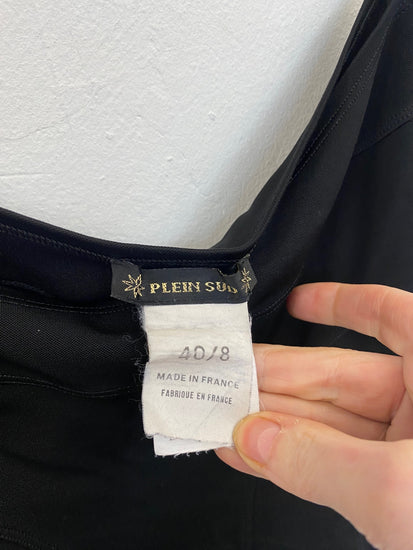 PLEIN SUD
40/8
MADE IN FRANCE
FABRIQUE EN FRANCE